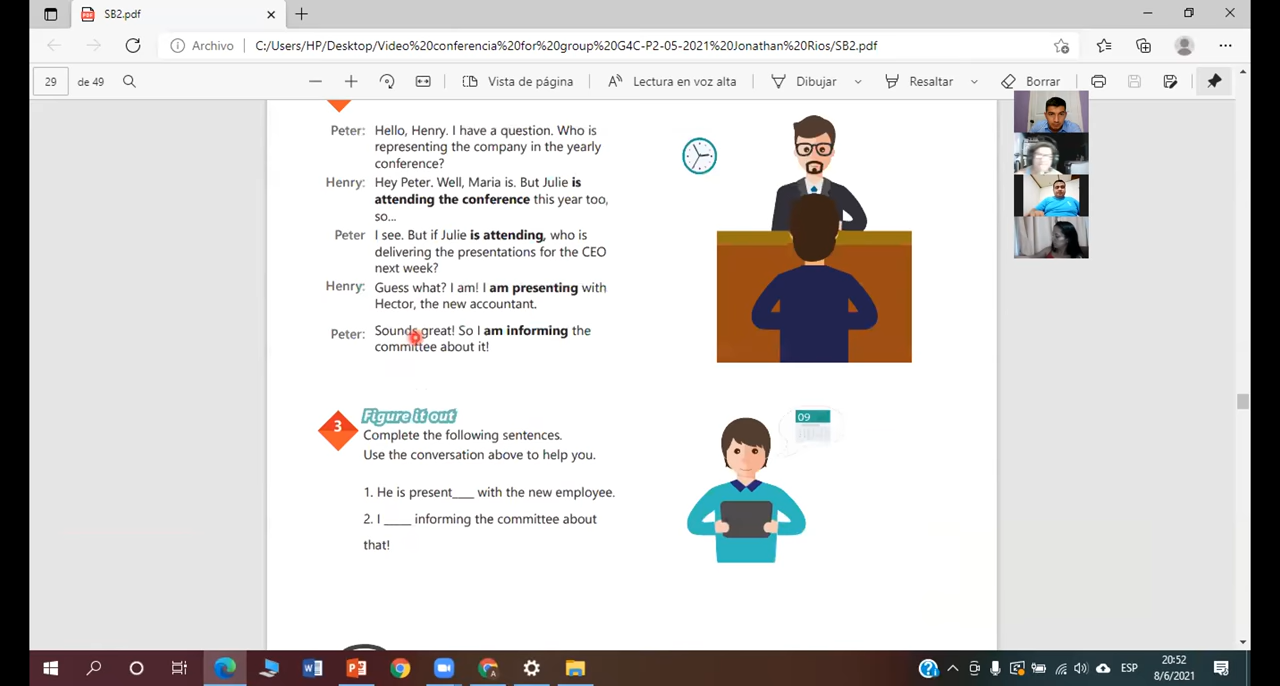 SB2.pdf
Archivo
C:/Users/HP/Desktop/Video%20conferencia%20for%20group%20G4C-P2-05-2021%20Jonathan%20Rios/SB2.pdf
29
de 49
Vista de página
Lectura en voz alta
Dibujar
Resaltar
Borrar
Peter: Hello, Henry. I have a question. Who is
representing the company in the yearly
conference?
Henry: Hey Peter. Well, Maria is. But Julie is
attending the conference this year too,
so...
Peter I see. But if Julie is attending, who is
delivering the presentations for the CEO
next week?
Henry: Guess what? I am! I am presenting with
Hector, the new accountant.
Peter: Sounds great! So I am informing the
committee about it!
3
Figure it out
Complete the following sentences.
Use the conversation above to help you.
1. He is present___ with the new employee.
2. I ____ informing the committee about
that!
09
ESP
20:52
8/6/2021